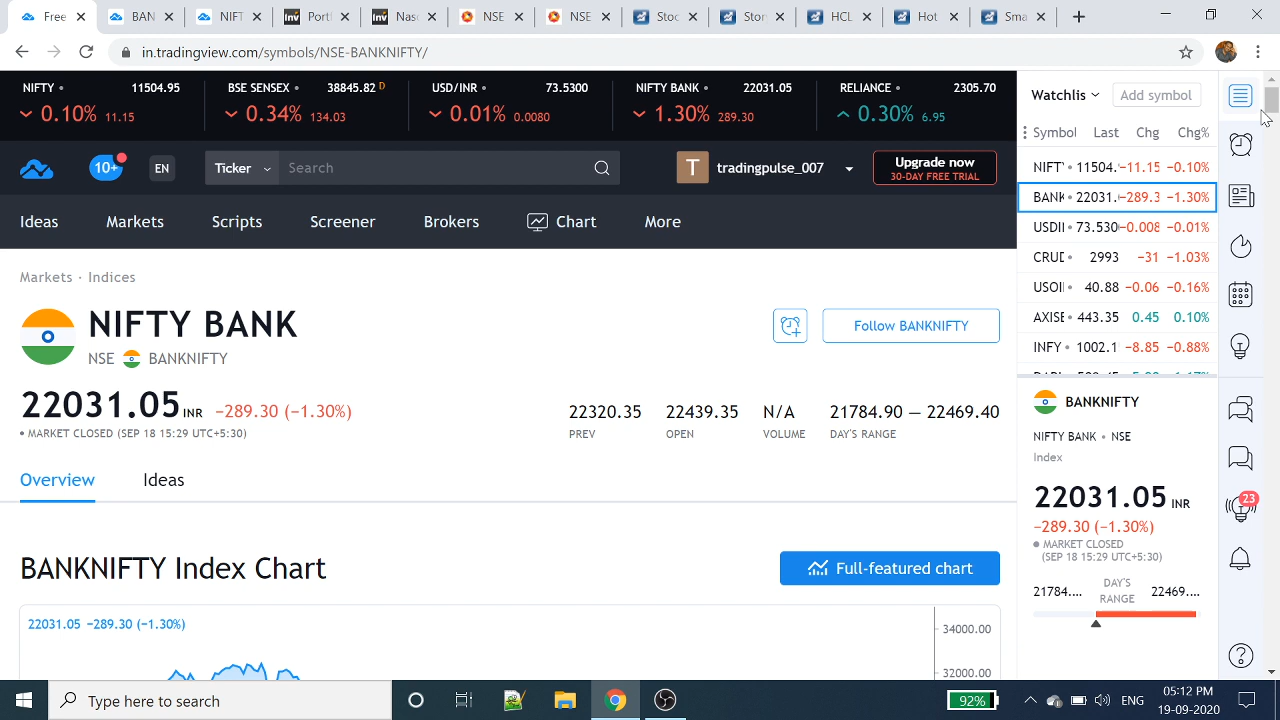 Free
BAN
NIFT
Portf
Nasd
NSE
NSE
Stoc
Stor
HCL
Hot
Sma
in.tradingview.com/symbols/NSE-BANKNIFTY/
NIFTY 11504.95
0.10% 11.15
BSE SENSEX 38845.82 D
0.34% 134.03
USD/INR 73.5300
0.01% 0.0080
NIFTY BANK 22031.05
1.30% 289.30
RELIANCE 2305.70
0.30% 6.95
10+ EN Ticker Search T tradingpulse_007 Upgrade now
30-DAY FREE TRIAL
Ideas Markets Scripts Screener Brokers Chart More
Markets · Indices
NIFTY BANK
NSE BANKNIFTY
Follow BANKNIFTY
22031.05 INR −289.30 (−1.30%)
• MARKET CLOSED (SEP 18 15:29 UTC+5:30)
22320.35 22439.35 N/A 21784.90 — 22469.40
PREV OPEN VOLUME DAY'S RANGE
Overview Ideas
BANKNIFTY Index Chart
Full-featured chart
22031.05 −289.30 (−1.30%)
34000.00
32000.00
Watchlis Add symbol
Symbol Last Chg Chg%
NIFT 11504. −11.15 −0.10%
BANK 22031. −289.3 −1.30%
USDI 73.530 −0.008 −0.01%
CRUD 2993 −31 −1.03%
USOI 40.88 −0.06 −0.16%
AXISB 443.35 0.45 0.10%
INFY 1002.1 −8.85 −0.88%
BANKNIFTY
NIFTY BANK • NSE
Index
22031.05 INR
−289.30 (−1.30%)
MARKET CLOSED
(SEP 18 15:29 UTC+5:30)
21784.... DAY'S RANGE 22469....
23
Type here to search
92%
ENG
05:12 PM
19-09-2020